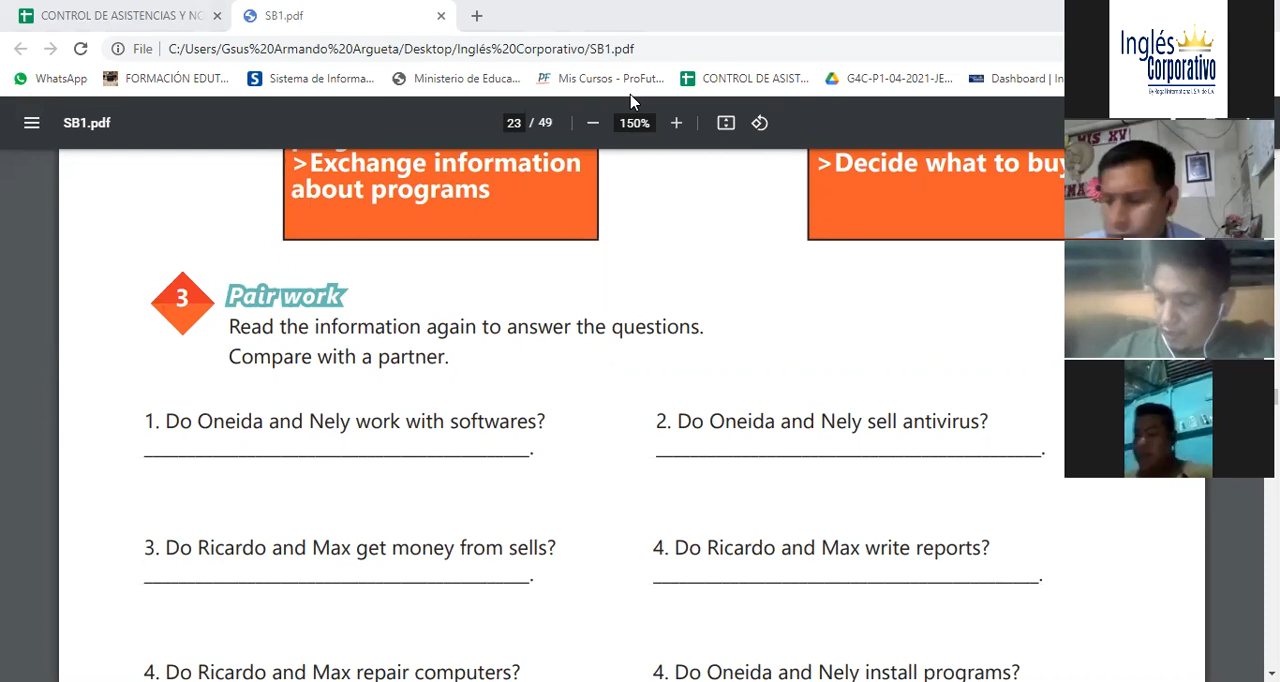 CONTROL DE ASISTENCIAS Y NO
SB1.pdf
File
C:/Users/Gsus%20Armando%20Argueta/Desktop/Inglés%20Corporativo/SB1.pdf
WhatsApp
FORMACIÓN EDUT...
Sistema de Informa...
Ministerio de Educa...
PF Mis Cursos - ProFut...
CONTROL DE ASIST...
G4C-P1-04-2021-JE...
Dashboard | In
SB1.pdf
23 / 49
150%
>Exchange information
about programs
>Decide what to buy
3
Pair work
Read the information again to answer the questions.
Compare with a partner.
1. Do Oneida and Nely work with softwares?
2. Do Oneida and Nely sell antivirus?
3. Do Ricardo and Max get money from sells?
4. Do Ricardo and Max write reports?
4. Do Ricardo and Max repair computers?
4. Do Oneida and Nely install programs?
Inglés
Corporativo